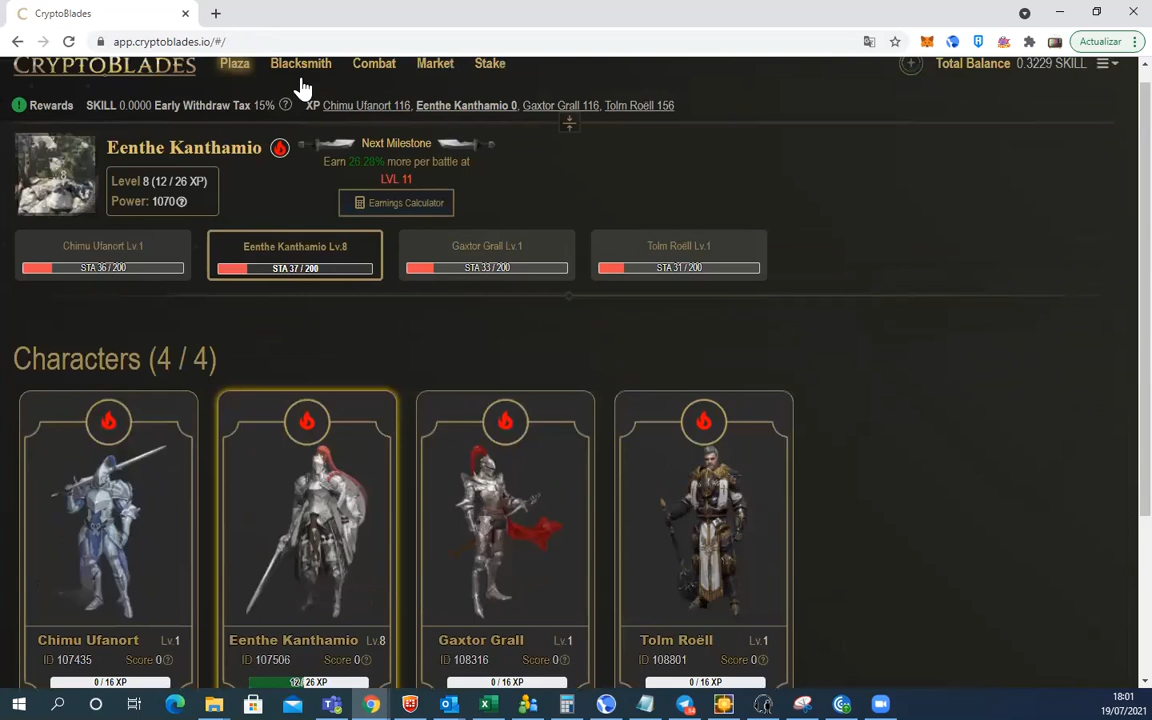 CryptoBlades
app.cryptoblades.io/#/
Actualizar
CRYPTOBLADES Plaza Blacksmith Combat Market Stake Total Balance 0.3229 SKILL
Rewards SKILL 0.0000 Early Withdraw Tax 15% XP Chimu Ufanort 116, Eenthe Kanthamio 0, Gaxtor Grall 116, Tolm Roëll 156
Eenthe Kanthamio
Level 8 (12 / 26 XP)
Power: 1070
Next Milestone
Earn 26.28% more per battle at
LVL 11
Earnings Calculator
Chimu Ufanort Lv.1 Eenthe Kanthamio Lv.8 Gaxtor Grall Lv.1 Tolm Roëll Lv.1
STA 36 / 200 STA 37 / 200 STA 33 / 200 STA 31 / 200
Characters (4 / 4)
Chimu Ufanort Lv.1 Eenthe Kanthamio Lv.8 Gaxtor Grall Lv.1 Tolm Roëll Lv.1
ID 107435 Score 0 ID 107506 Score 0 ID 108316 Score 0 ID 108801 Score 0
0 / 16 XP 12 / 26 XP 0 / 16 XP 0 / 16 XP
18:01
19/07/2021